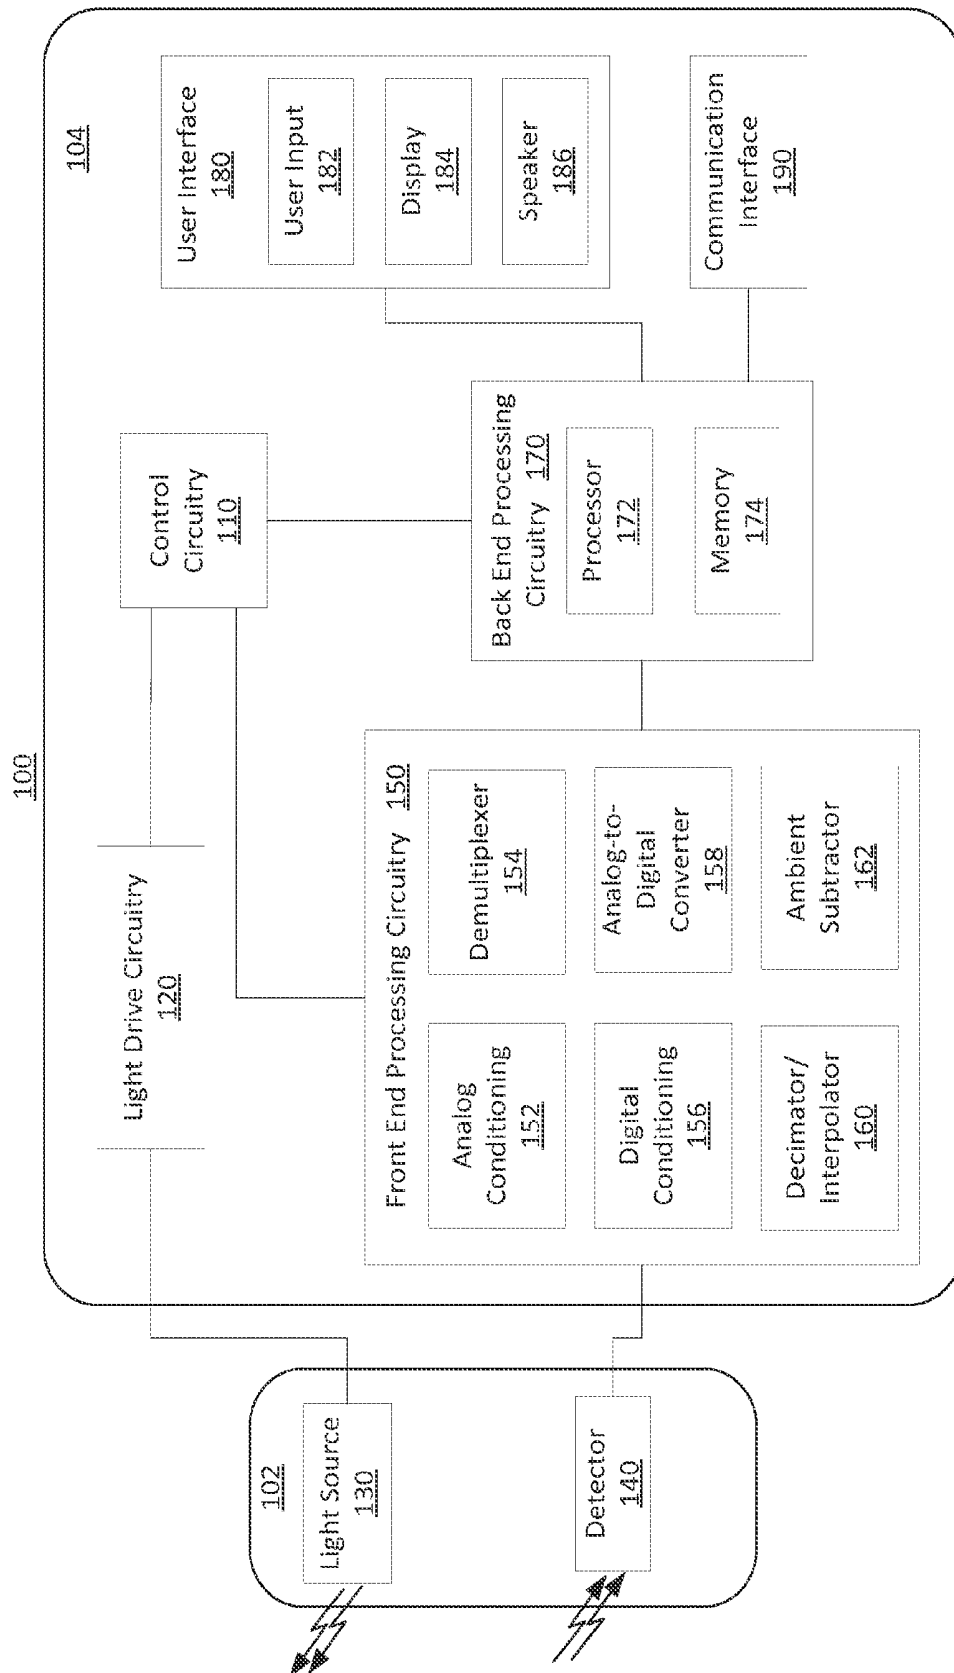 100
104
102
Light Source
130
Detector
140
Light Drive Circuitry
120
Control
Circuitry
110
Front End Processing Circuitry 150
Analog
Conditioning
152
Demultiplexer
154
Digital
Conditioning
156
Analog-to-
Digital
Converter
158
Decimator/
Interpolator
160
Ambient
Subtractor
162
Back End Processing
Circuitry 170
Processor
172
Memory
174
User Interface
180
User Input
182
Display
184
Speaker
186
Communication
Interface
190